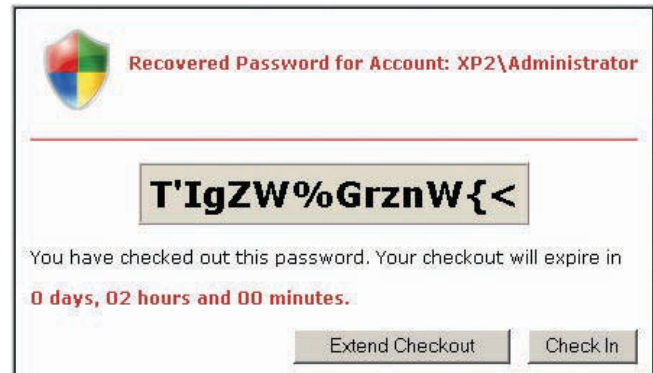 Recovered Password for Account: XP2\Administrator
T'IgZW%GrznW{<
You have checked out this password. Your checkout will expire in
0 days, 02 hours and 00 minutes.
Extend Checkout
Check In